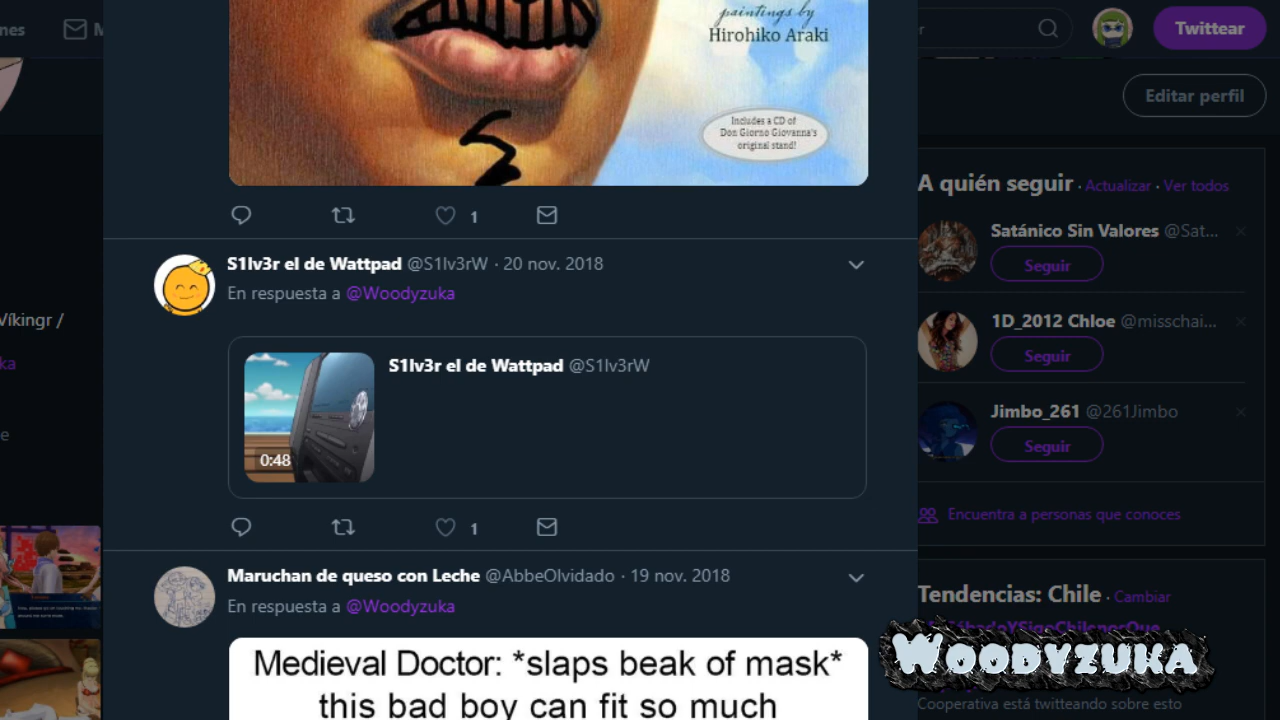 paintings by
Hirohiko Araki
nes
M
r
Twittear
Editar perfil
Includes a CD of
Don Giorno Giovanna's
original stand!
1
A quién seguir · Actualizar · Ver todos
Satánico Sin Valores @Sat...
Seguir
1D_2012 Chloe @misschai...
Seguir
Jimbo_261 @261Jimbo
Seguir
Encuentra a personas que conoces
Tendencias: Chile · Cambiar
Cooperativa está twitteando sobre esto
Víkingr /
ka
e
S1lv3r el de Wattpad @S1lv3rW · 20 nov. 2018
En respuesta a @Woodyzuka
S1lv3r el de Wattpad @S1lv3rW
0:48
1
Maruchan de queso con Leche @AbbeOlvidado · 19 nov. 2018
En respuesta a @Woodyzuka
Medieval Doctor: *slaps beak of mask*
this bad boy can fit so much
WOODYZUKA